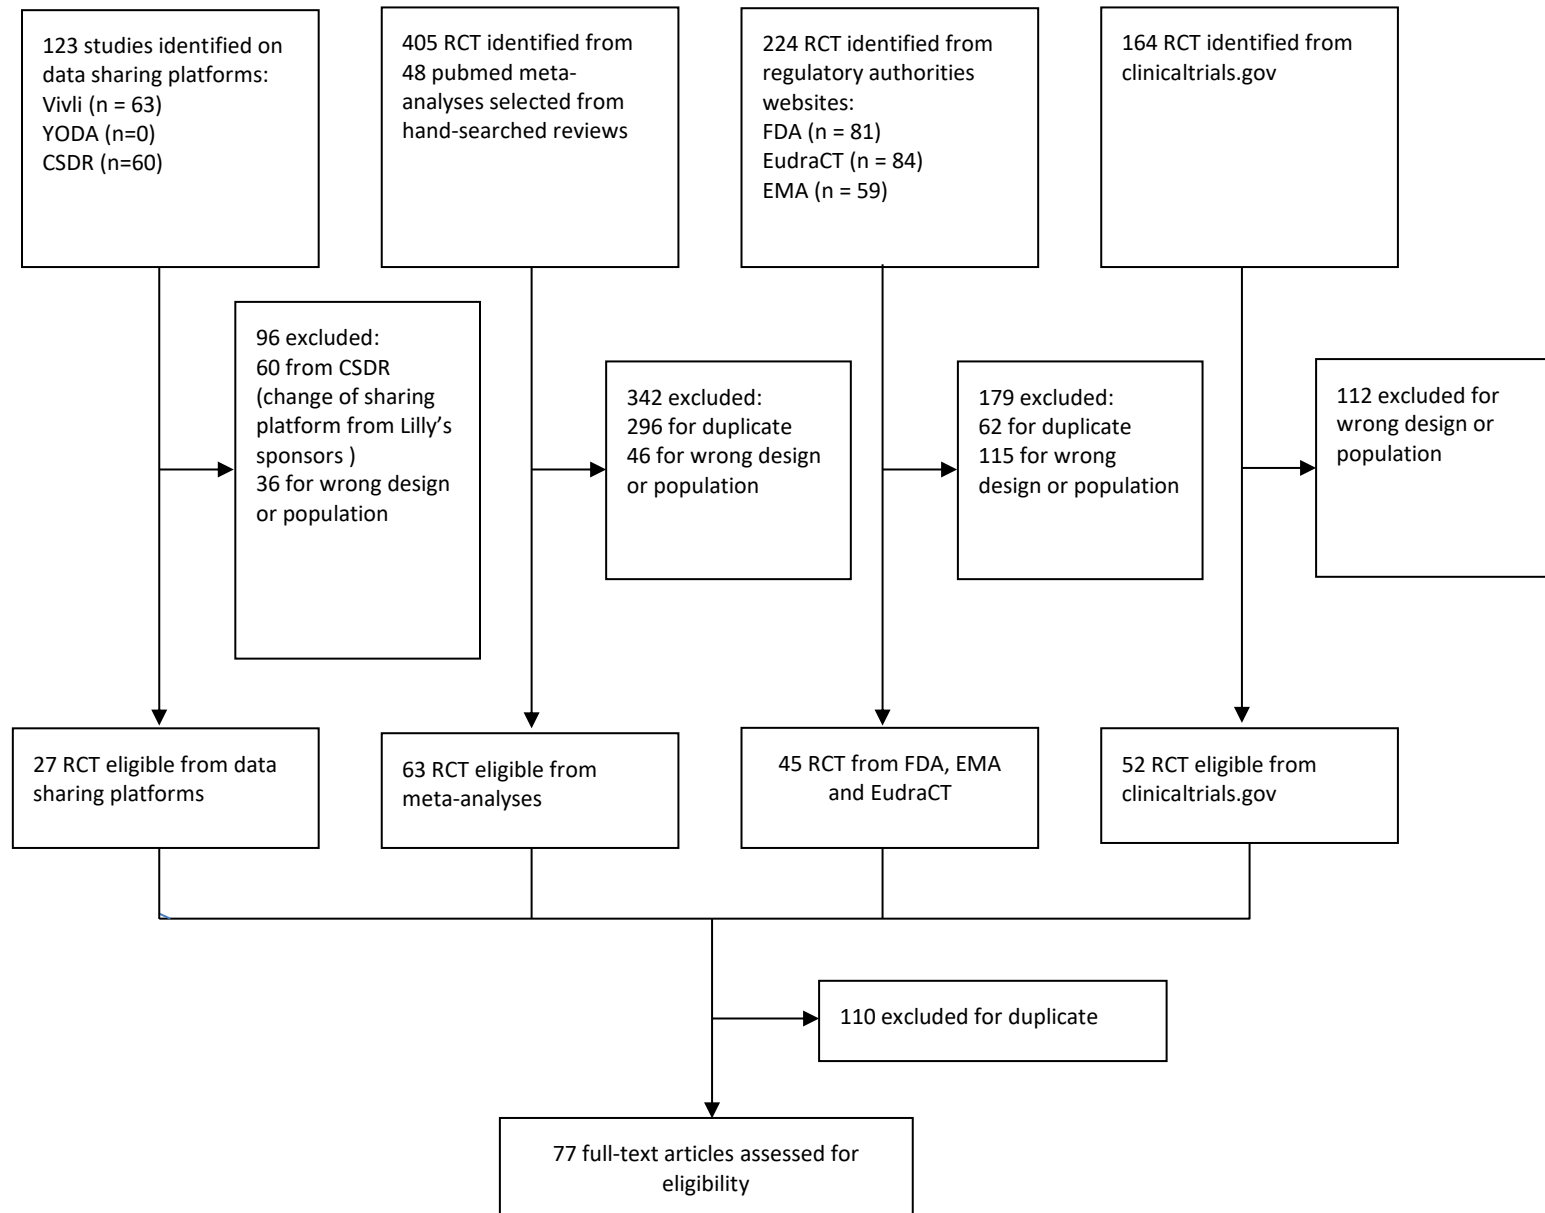 123 studies identified on
data sharing platforms:
Vivli (n = 63)
YODA (n=0)
CSDR (n=60)
405 RCT identified from
48 pubmed meta-
analyses selected from
hand-searched reviews
224 RCT identified from
regulatory authorities
websites:
FDA (n = 81)
EudraCT (n = 84)
EMA (n = 59)
164 RCT identified from
clinicaltrials.gov
96 excluded:
60 from CSDR
(change of sharing
platform from Lilly’s
sponsors )
36 for wrong design
or population
342 excluded:
296 for duplicate
46 for wrong design
or population
179 excluded:
62 for duplicate
115 for wrong
design or population
112 excluded for
wrong design or
population
27 RCT eligible from data
sharing platforms
63 RCT eligible from
meta-analyses
45 RCT from FDA, EMA
and EudraCT
52 RCT eligible from
clinicaltrials.gov
110 excluded for duplicate
77 full-text articles assessed for
eligibility